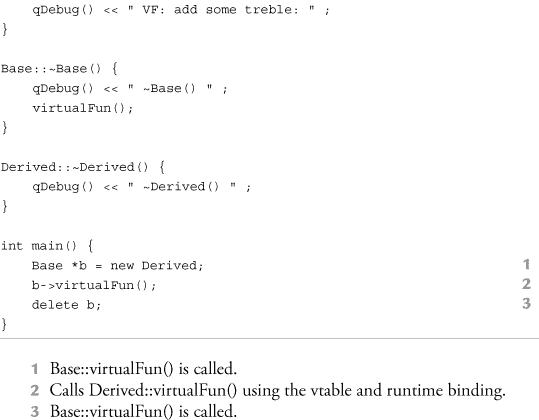 qDebug() << " VF: add some treble: " ;
}
Base::~Base() {
qDebug() << " ~Base() " ;
virtualFun();
}
Derived::~Derived() {
qDebug() << " ~Derived() " ;
}
int main() {
Base *b = new Derived; 1
b->virtualFun(); 2
delete b; 3
}
1 Base::virtualFun() is called.
2 Calls Derived::virtualFun() using the vtable and runtime binding.
3 Base::virtualFun() is called.